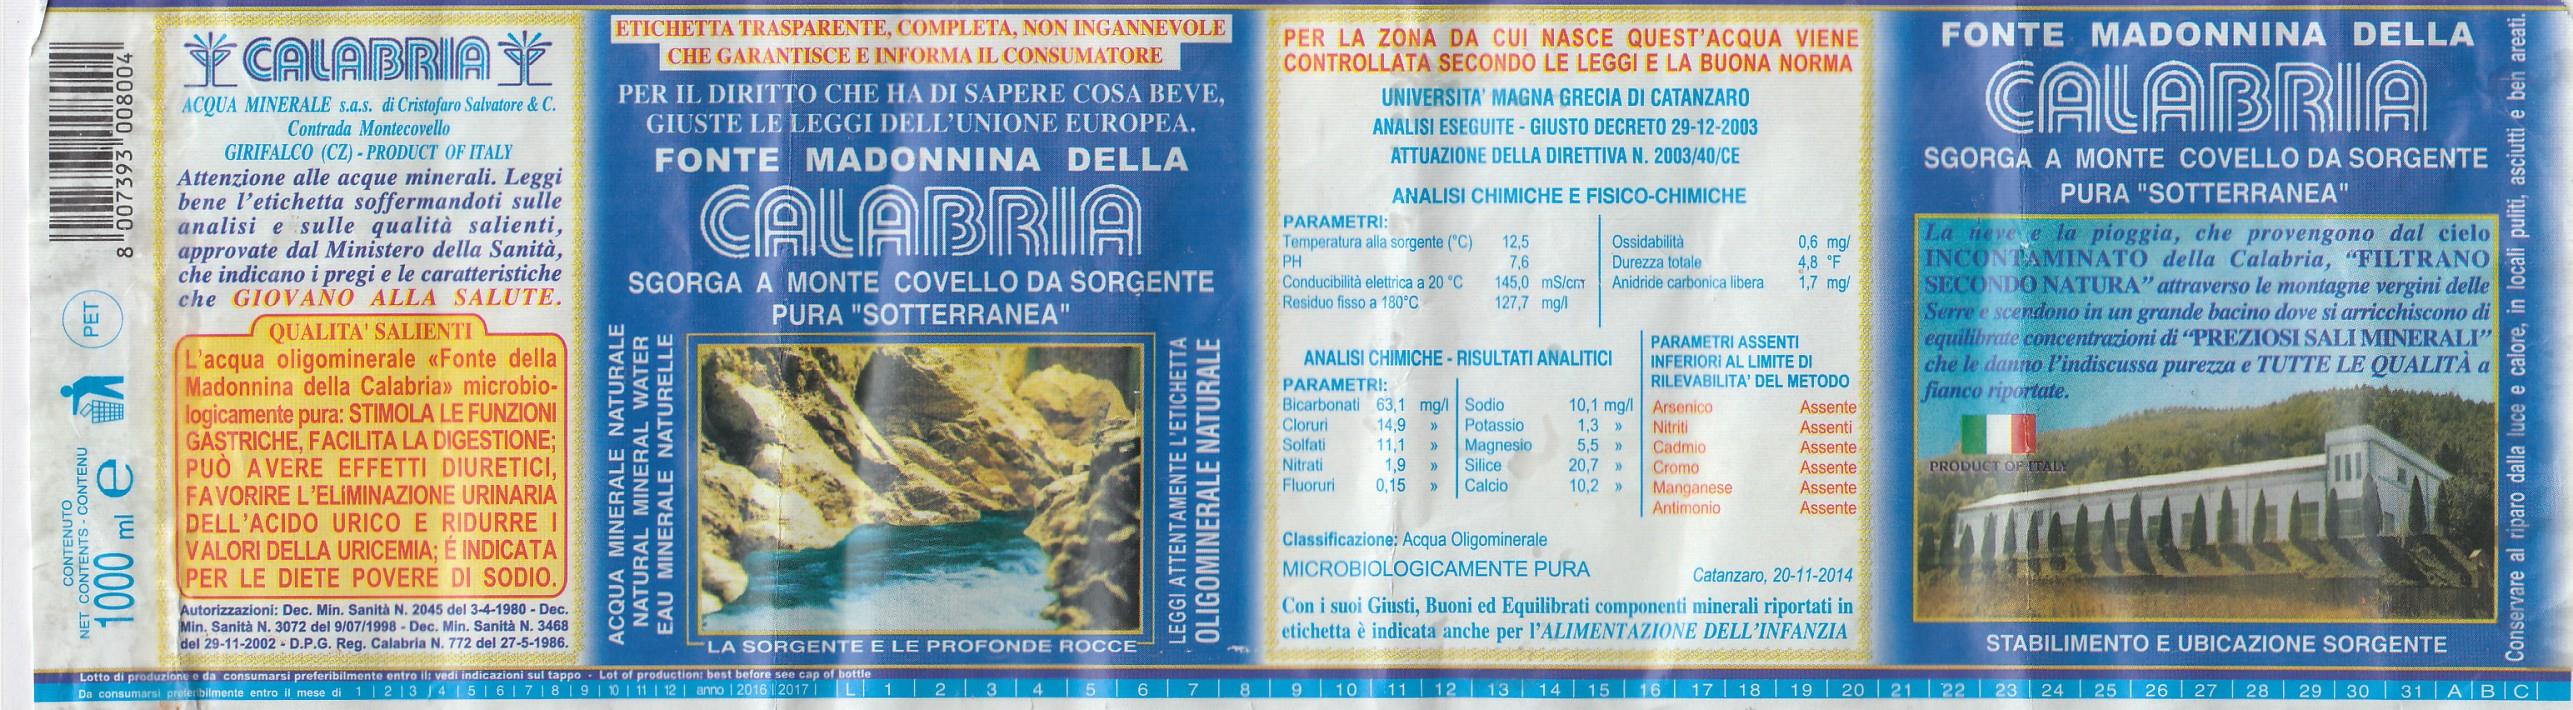 8 007393 008004
PET
CONTENUTO
NET CONTENTS - CONTENU
1000 ml e
CALABRIA
ACQUA MINERALE s.a.s. di Cristofaro Salvatore & C.
Contrada Montecovello
GIRIFALCO (CZ) - PRODUCT OF ITALY
Attenzione alle acque minerali. Leggi
bene l'etichetta soffermandoti sulle
analisi e sulle qualità salienti,
approvate dal Ministero della Sanità,
che indicano i pregi e le caratteristiche
che GIOVANO ALLA SALUTE.
QUALITA' SALIENTI
L'acqua oligominerale «Fonte della
Madonnina della Calabria» microbio-
logicamente pura: STIMOLA LE FUNZIONI
GASTRICHE, FACILITA LA DIGESTIONE;
PUÒ AVERE EFFETTI DIURETICI,
FAVORIRE L'ELIMINAZIONE URINARIA
DELL'ACIDO URICO E RIDURRE I
VALORI DELLA URICEMIA; É INDICATA
PER LE DIETE POVERE DI SODIO.
Autorizzazioni: Dec. Min. Sanità N. 2045 del 3-4-1980 - Dec.
Min. Sanità N. 3072 del 9/07/1998 - Dec. Min. Sanità N. 3468
del 29-11-2002 - D.P.G. Reg. Calabria N. 772 del 27-5-1986.
ETICHETTA TRASPARENTE, COMPLETA, NON INGANNEVOLE
CHE GARANTISCE E INFORMA IL CONSUMATORE
PER IL DIRITTO CHE HA DI SAPERE COSA BEVE,
GIUSTE LE LEGGI DELL'UNIONE EUROPEA.
FONTE MADONNINA DELLA
CALABRIA
SGORGA A MONTE COVELLO DA SORGENTE
PURA "SOTTERRANEA"
ACQUA MINERALE NATURALE
NATURAL MINERAL WATER
EAU MINERALE NATURELLE
LEGGI ATTENTAMENTE L'ETICHETTA
OLIGOMINERALE NATURALE
LA SORGENTE E LE PROFONDE ROCCE
PER LA ZONA DA CUI NASCE QUEST'ACQUA VIENE
CONTROLLATA SECONDO LE LEGGI E LA BUONA NORMA
UNIVERSITA' MAGNA GRECIA DI CATANZARO
ANALISI ESEGUITE - GIUSTO DECRETO 29-12-2003
ATTUAZIONE DELLA DIRETTIVA N. 2003/40/CE
ANALISI CHIMICHE E FISICO-CHIMICHE
PARAMETRI:
Temperatura alla sorgente (°C) 12,5
PH 7,6
Conducibilità elettrica a 20 °C 145,0 mS/cm
Residuo fisso a 180°C 127,7 mg/l
Ossidabilità 0,6 mg/
Durezza totale 4,8 °F
Anidride carbonica libera 1,7 mg/
ANALISI CHIMICHE - RISULTATI ANALITICI
PARAMETRI:
Bicarbonati 63,1 mg/l
Cloruri 14,9 »
Solfati 11,1 »
Nitrati 1,9 »
Fluoruri 0,15 »
Sodio 10,1 mg/l
Potassio 1,3 »
Magnesio 5,5 »
Silice 20,7 »
Calcio 10,2 »
PARAMETRI ASSENTI
INFERIORI AL LIMITE DI
RILEVABILITA' DEL METODO
Arsenico Assente
Nitriti Assenti
Cadmio Assente
Cromo Assente
Manganese Assente
Antimonio Assente
Classificazione: Acqua Oligominerale
MICROBIOLOGICAMENTE PURA
Catanzaro, 20-11-2014
Con i suoi Giusti, Buoni ed Equilibrati componenti minerali riportati in
etichetta è indicata anche per l'ALIMENTAZIONE DELL'INFANZIA
FONTE MADONNINA DELLA
CALABRIA
SGORGA A MONTE COVELLO DA SORGENTE
PURA "SOTTERRANEA"
La neve e la pioggia, che provengono dal cielo
INCONTAMINATO della Calabria, "FILTRANO
SECONDO NATURA" attraverso le montagne vergini delle
Serre e scendono in un grande bacino dove si arricchiscono di
equilibrate concentrazioni di "PREZIOSI SALI MINERALI"
che le danno l'indiscussa purezza e TUTTE LE QUALITÀ a
fianco riportate.
PRODUCT OF ITALY
STABILIMENTO E UBICAZIONE SORGENTE
Conservare al riparo dalla luce e calore, in locali puliti, asciutti e ben areati.
Lotto di produzione e da consumarsi preferibilmente entro il: vedi indicazioni sul tappo - Lot of production: best before see cap of bottle
Da consumarsi preferibilmente entro il mese di 1 | 2 | 3 | 4 | 5 | 6 | 7 | 8 | 9 | 10 | 11 | 12 | anno | 2016 | 2017 | L | 1 | 2 | 3 | 4 | 5 | 6 | 7 | 8 | 9 | 10 | 11 | 12 | 13 | 14 | 15 | 16 | 17 | 18 | 19 | 20 | 21 | 22 | 23 | 24 | 25 | 26 | 27 | 28 | 29 | 30 | 31 | A | B | C |